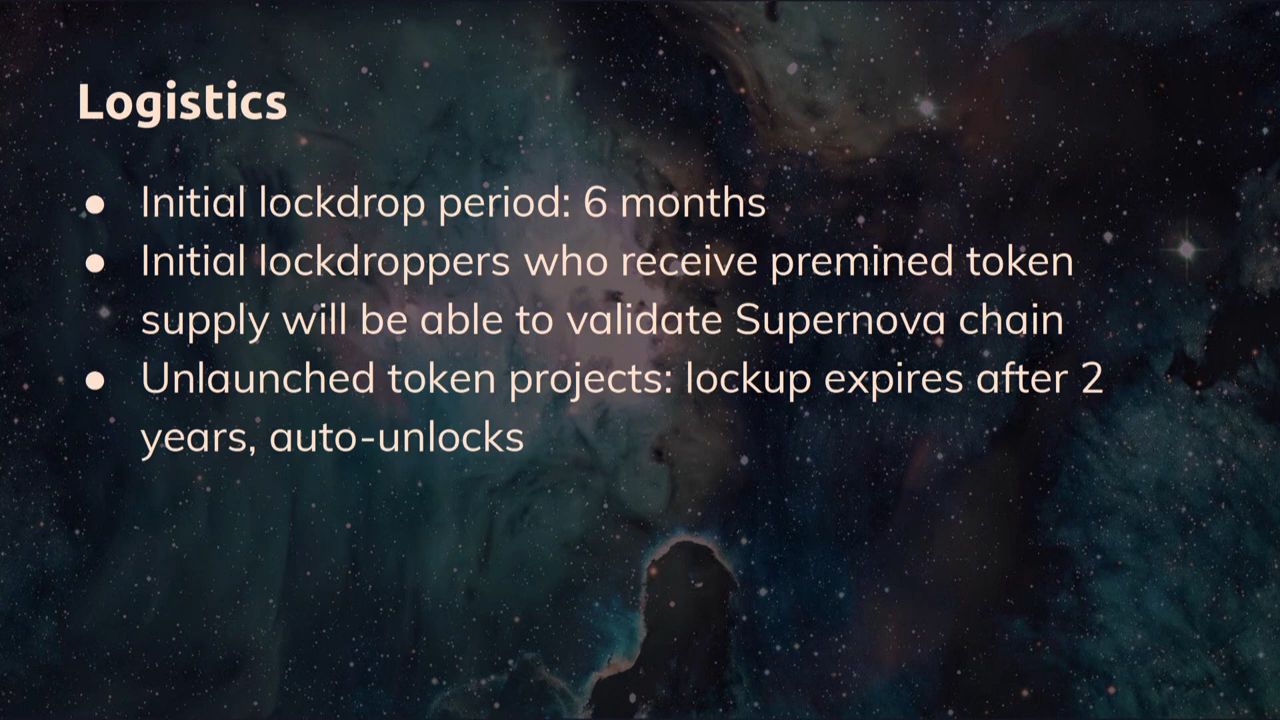 Logistics
● Initial lockdrop period: 6 months
● Initial lockdroppers who receive premined token
supply will be able to validate Supernova chain
● Unlaunched token projects: lockup expires after 2
years, auto-unlocks